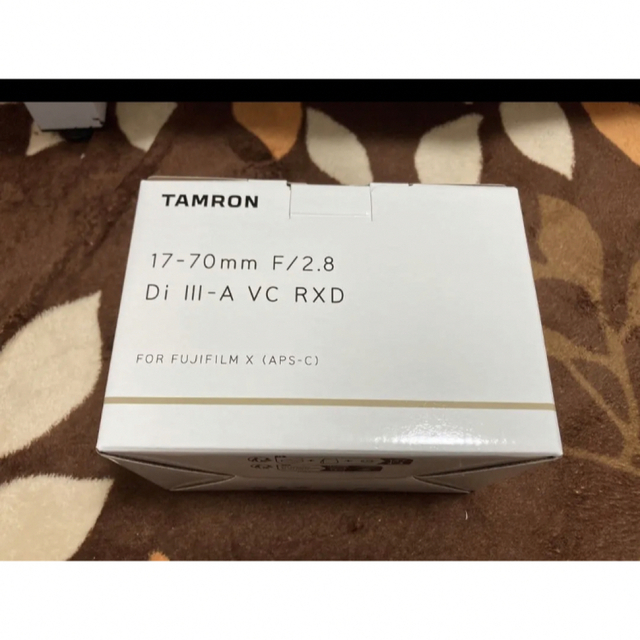 TAMRON
17-70mm F/2.8
Di III-A VC RXD
FOR FUJIFILM X (APS-C)